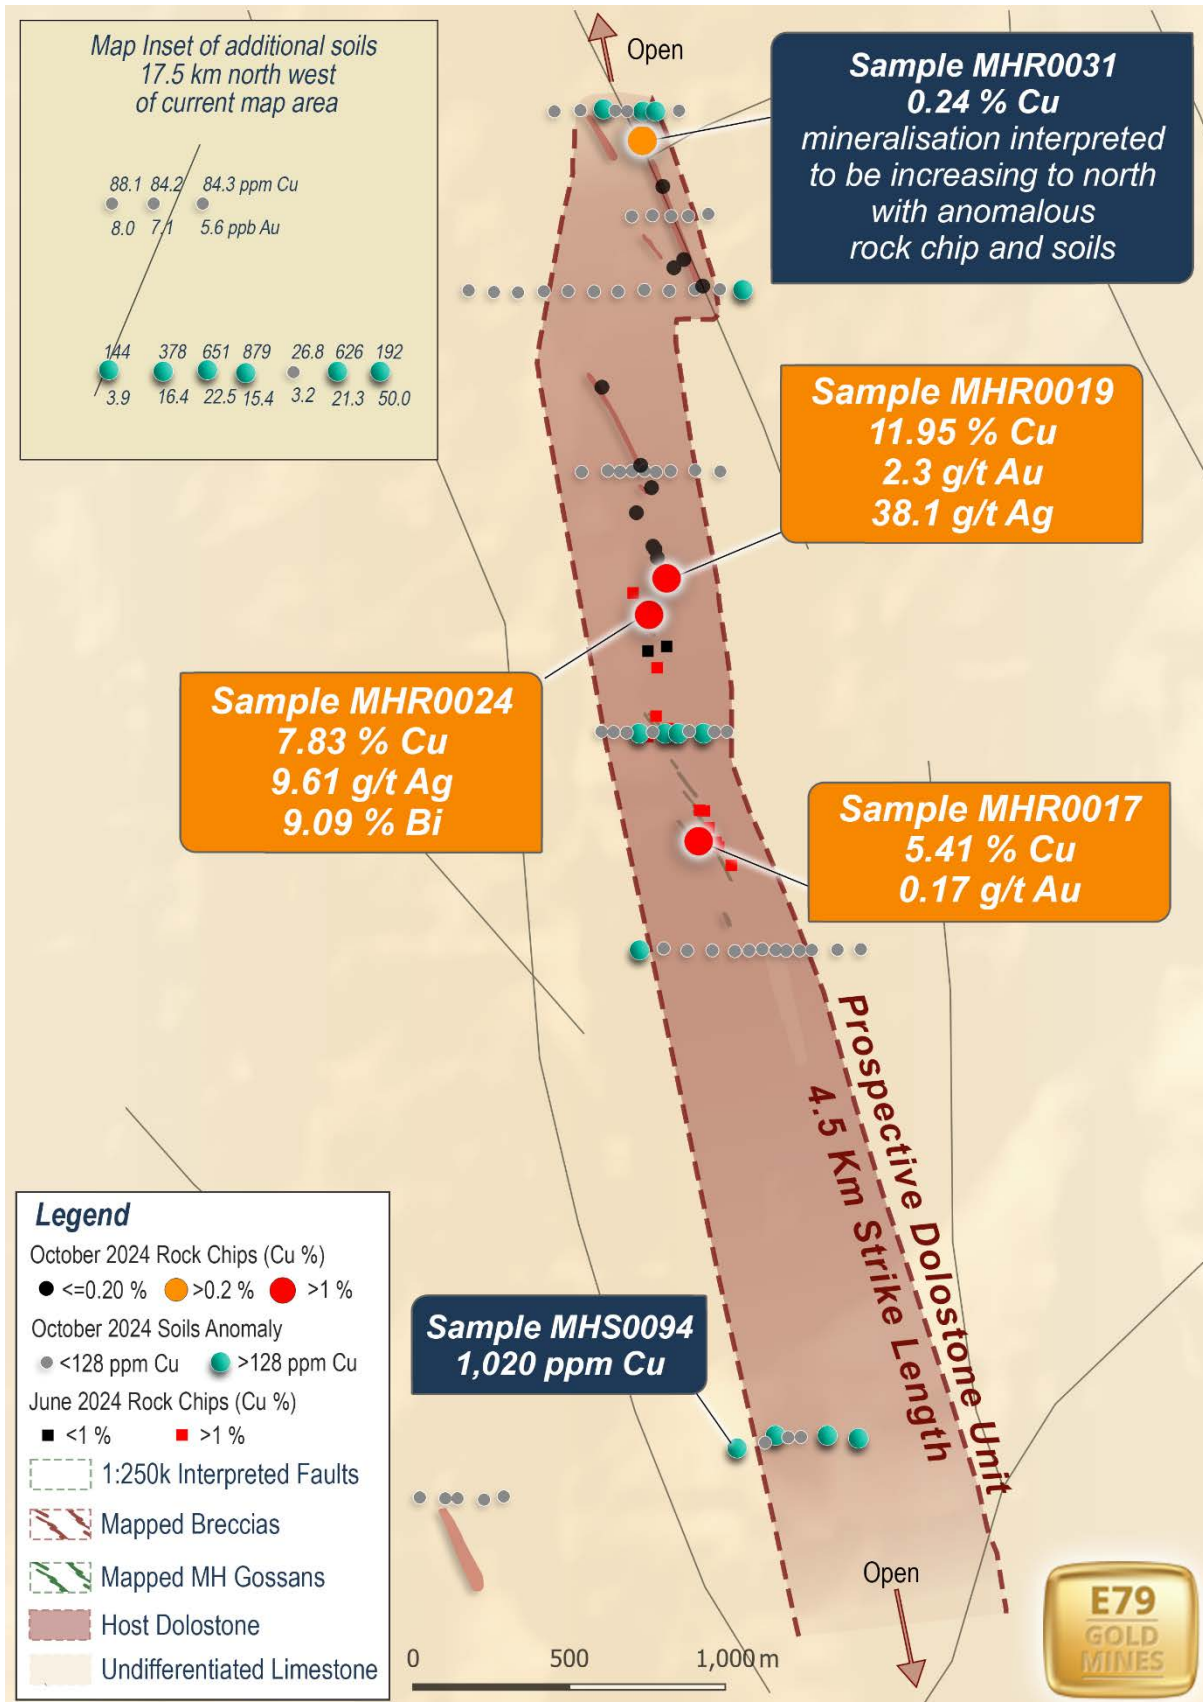 Map Inset of additional soils
17.5 km north west
of current map area
88.1 84.2 84.3 ppm Cu
8.0 7.1 5.6 ppb Au
144 378 651 879 26.8 626 192
3.9 16.4 22.5 15.4 3.2 21.3 50.0
Open
Sample MHR0031
0.24 % Cu
mineralisation interpreted
to be increasing to north
with anomalous
rock chip and soils
Sample MHR0019
11.95 % Cu
2.3 g/t Au
38.1 g/t Ag
Sample MHR0024
7.83 % Cu
9.61 g/t Ag
9.09 % Bi
Sample MHR0017
5.41 % Cu
0.17 g/t Au
Prospective Dolostone Unit
4.5 Km Strike Length
Sample MHS0094
1,020 ppm Cu
Open
Legend
October 2024 Rock Chips (Cu %)
<=0.20 % >0.2 % >1 %
October 2024 Soils Anomaly
<128 ppm Cu >128 ppm Cu
June 2024 Rock Chips (Cu %)
<1 % >1 %
1:250k Interpreted Faults
Mapped Breccias
Mapped MH Gossans
Host Dolostone
Undifferentiated Limestone
0 500 1,000 m
E79
GOLD
MINES